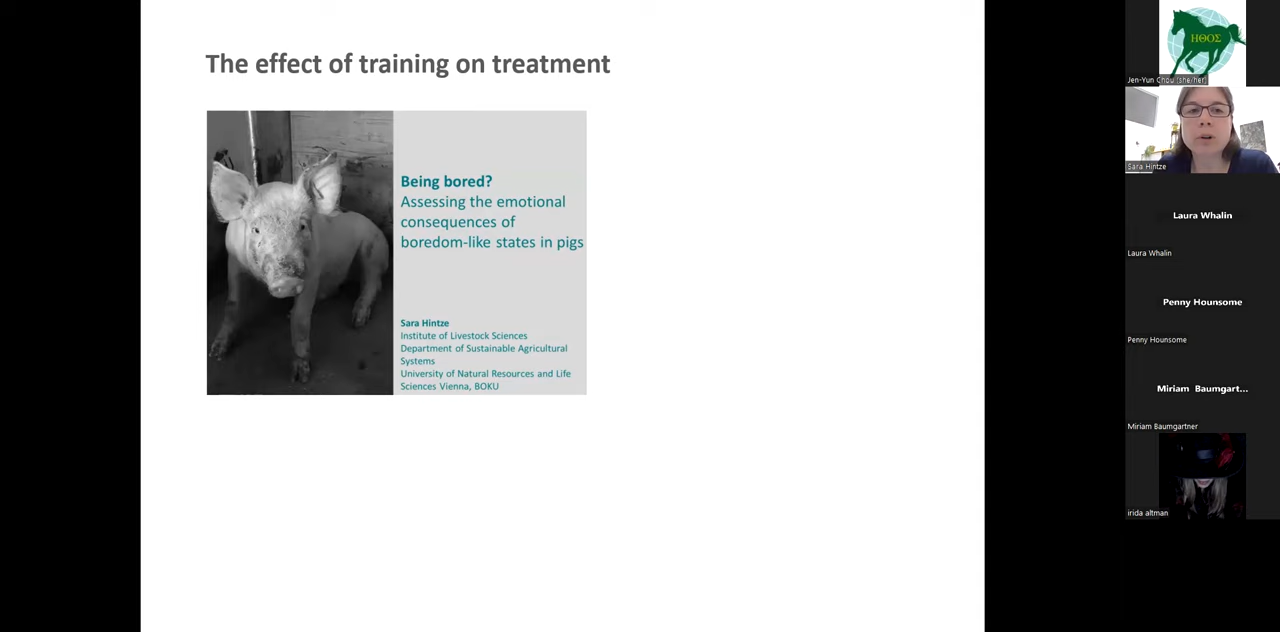 The effect of training on treatment
Being bored?
Assessing the emotional
consequences of
boredom-like states in pigs
Sara Hintze
Institute of Livestock Sciences
Department of Sustainable Agricultural
Systems
University of Natural Resources and Life
Sciences Vienna, BOKU
ΗΘΟΣ
Jen-Yun Chou (she/her)
Sara Hintze
Laura Whalin
Laura Whalin
Penny Hounsome
Penny Hounsome
Miriam Baumgart...
Miriam Baumgartner
irida altman